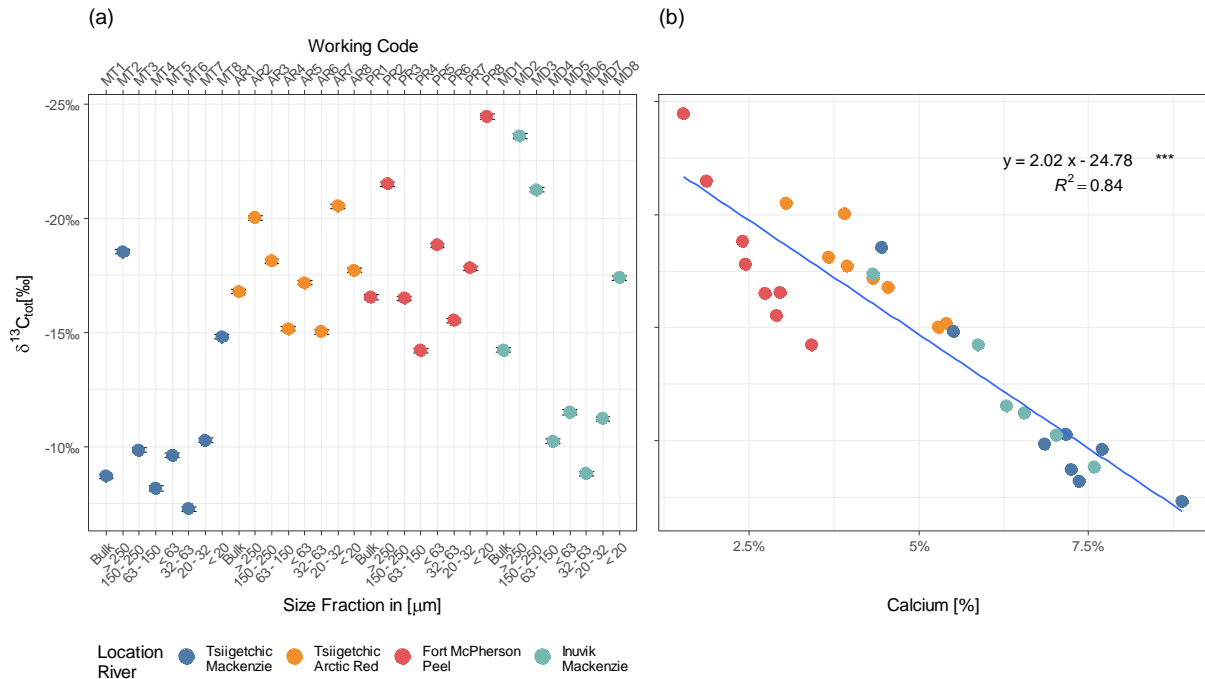 (a)
(b)
Working Code
MT1 MT2 MT3 MT4 MT5 MT6 MT7 MT8 AR1 AR2 AR3 AR4 AR5 AR6 AR7 AR8 PR1 PR2 PR3 PR4 PR5 PR6 PR7 PR8 MD1 MD2 MD3 MD4 MD5 MD6 MD7 MD8
-25‰
-20‰
-15‰
-10‰
δ¹³C_tot[‰]
y = 2.02 x - 24.78 ***
R² = 0.84
Bulk > 250 150 - 250 63 - 150 < 63 32 - 63 20 - 32 < 20 Bulk > 250 150 - 250 63 - 150 < 63 32 - 63 20 - 32 < 20 Bulk > 250 150 - 250 63 - 150 < 63 32 - 63 20 - 32 < 20 Bulk > 250 150 - 250 63 - 150 < 63 32 - 63 20 - 32 < 20
2.5% 5% 7.5%
Size Fraction in [μm]
Calcium [%]
Location
River
Tsiigetchic
Mackenzie
Tsiigetchic
Arctic Red
Fort McPherson
Peel
Inuvik
Mackenzie